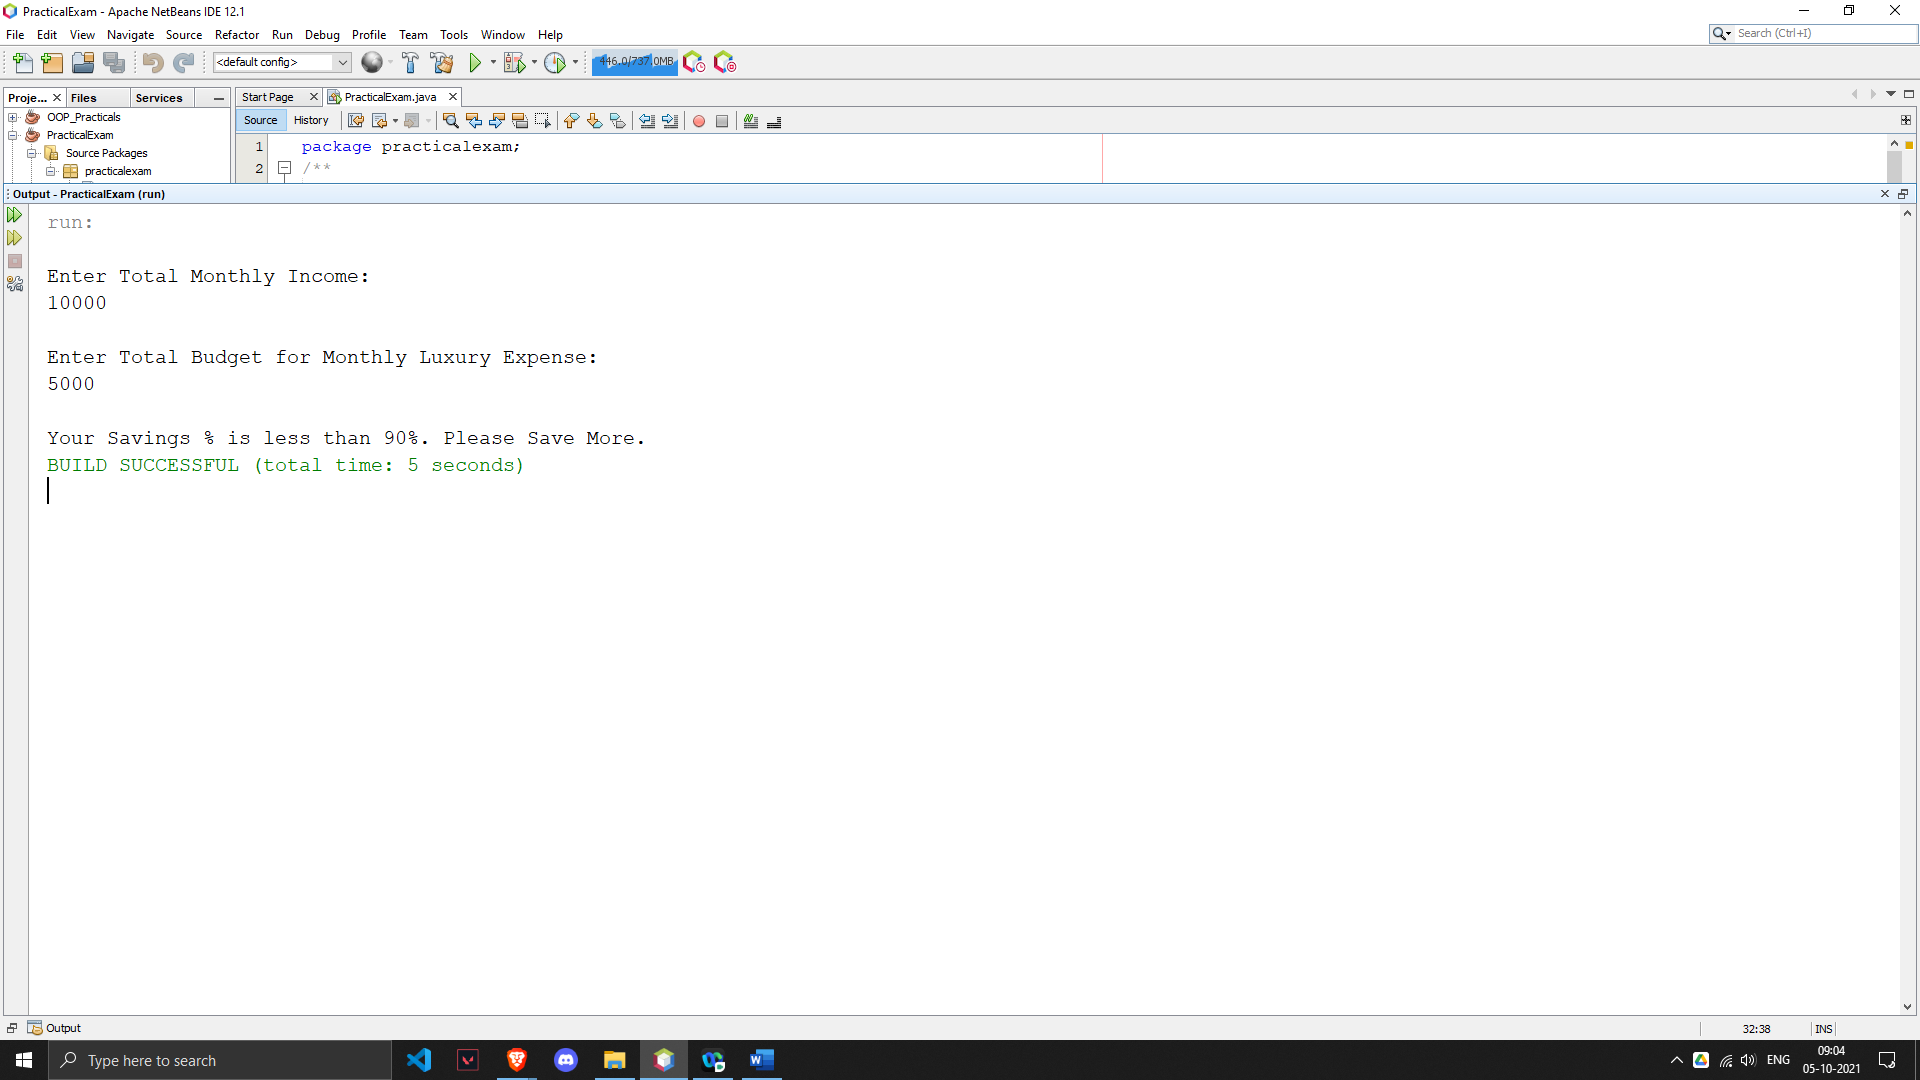 PracticalExam - Apache NetBeans IDE 12.1
File Edit View Navigate Source Refactor Run Debug Profile Team Tools Window Help
Search (Ctrl+I)
<default config>
446.0/737.0MB
Proje... Files Services
Start Page PracticalExam.java
OOP_Practicals
PracticalExam
Source Packages
practicalexam
Source History
1 package practicalexam;
2 /**
Output - PracticalExam (run)
run:
Enter Total Monthly Income:
10000
Enter Total Budget for Monthly Luxury Expense:
5000
Your Savings % is less than 90%. Please Save More.
BUILD SUCCESSFUL (total time: 5 seconds)
Output
32:38 INS
Type here to search
ENG
09:04
05-10-2021